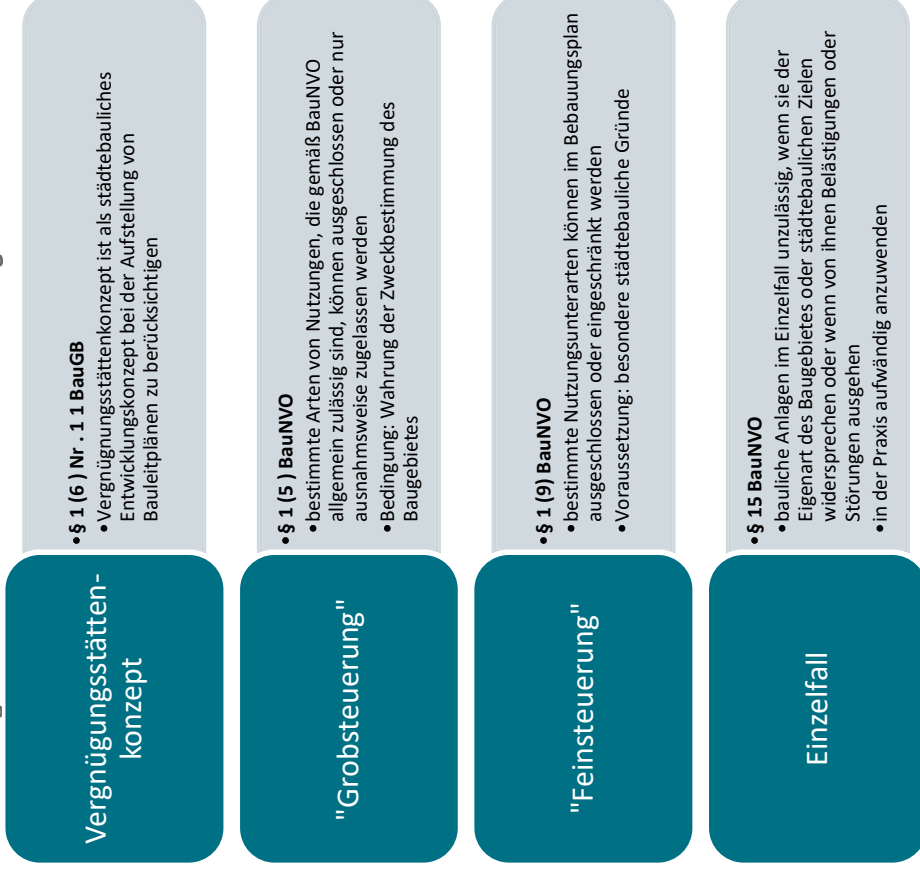 Vergnügungsstätten-
konzept
•§ 1 (6 ) Nr . 1 1 BauGB
•Vergnügnungsstättenkonzept ist als städtebauliches
Entwicklungskonzept bei der Aufstellung von
Bauleitplänen zu berücksichtigen
"Grobsteuerung"
•§ 1 (5 ) BauNVO
•bestimmte Arten von Nutzungen, die gemäß BauNVO
allgemein zulässig sind, können ausgeschlossen oder nur
ausnahmsweise zugelassen werden
•Bedingung: Wahrung der Zweckbestimmung des
Baugebietes
"Feinsteuerung"
•§ 1 (9) BauNVO
•bestimmte Nutzungsunterarten können im Bebauungsplan
ausgeschlossen oder eingeschränkt werden
•Voraussetzung: besondere städtebauliche Gründe
Einzelfall
•§ 15 BauNVO
•bauliche Anlagen im Einzelfall unzulässig, wenn sie der
Eigenart des Baugebietes oder städtebaulichen Zielen
widersprechen oder wenn von ihnen Belästigungen oder
Störungen ausgehen
•in der Praxis aufwändig anzuwenden